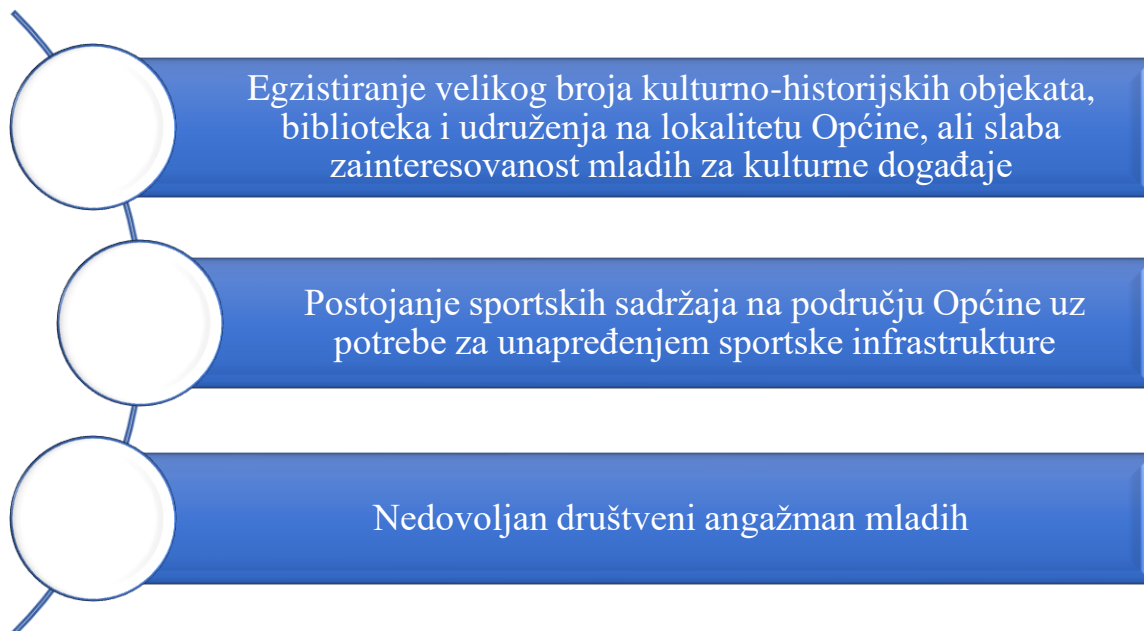 Egzistiranje velikog broja kulturno-historijskih objekata,
biblioteka i udruženja na lokalitetu Općine, ali slaba
zainteresovanost mladih za kulturne događaje
Postojanje sportskih sadržaja na području Općine uz
potrebe za unapređenjem sportske infrastrukture
Nedovoljan društveni angažman mladih